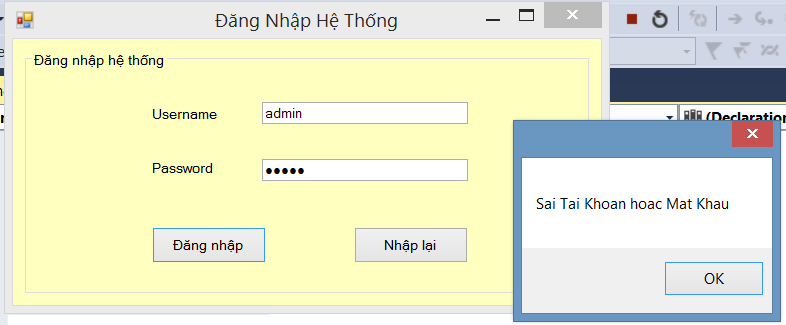 Đăng Nhập Hệ Thống
Đăng nhập hệ thống
Username
admin
Password
Đăng nhập
Nhập lại
(Declaration
Sai Tai Khoan hoac Mat Khau
OK